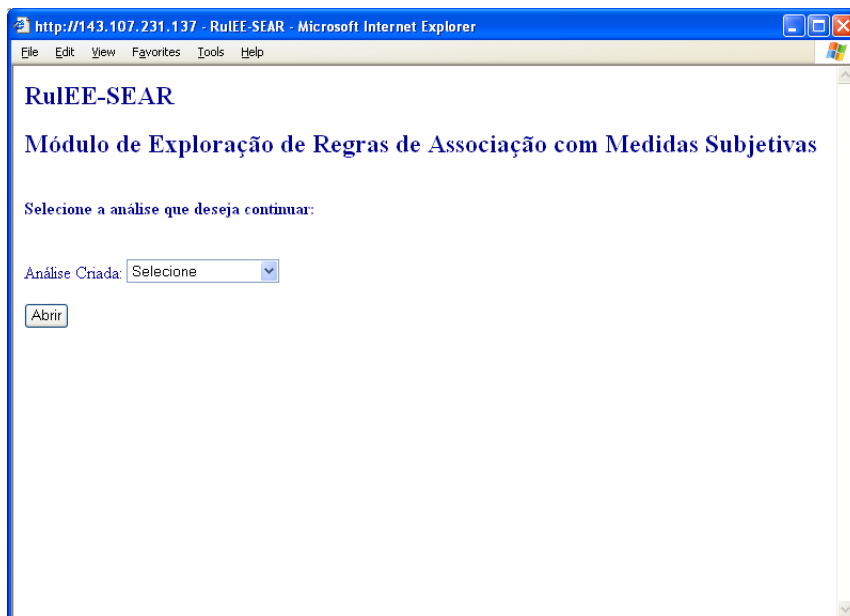 http://143.107.231.137 - RulEE-SEAR - Microsoft Internet Explorer
File Edit View Favorites Tools Help
RulEE-SEAR
Módulo de Exploração de Regras de Associação com Medidas Subjetivas
Selecione a análise que deseja continuar:
Análise Criada: Selecione
Abrir